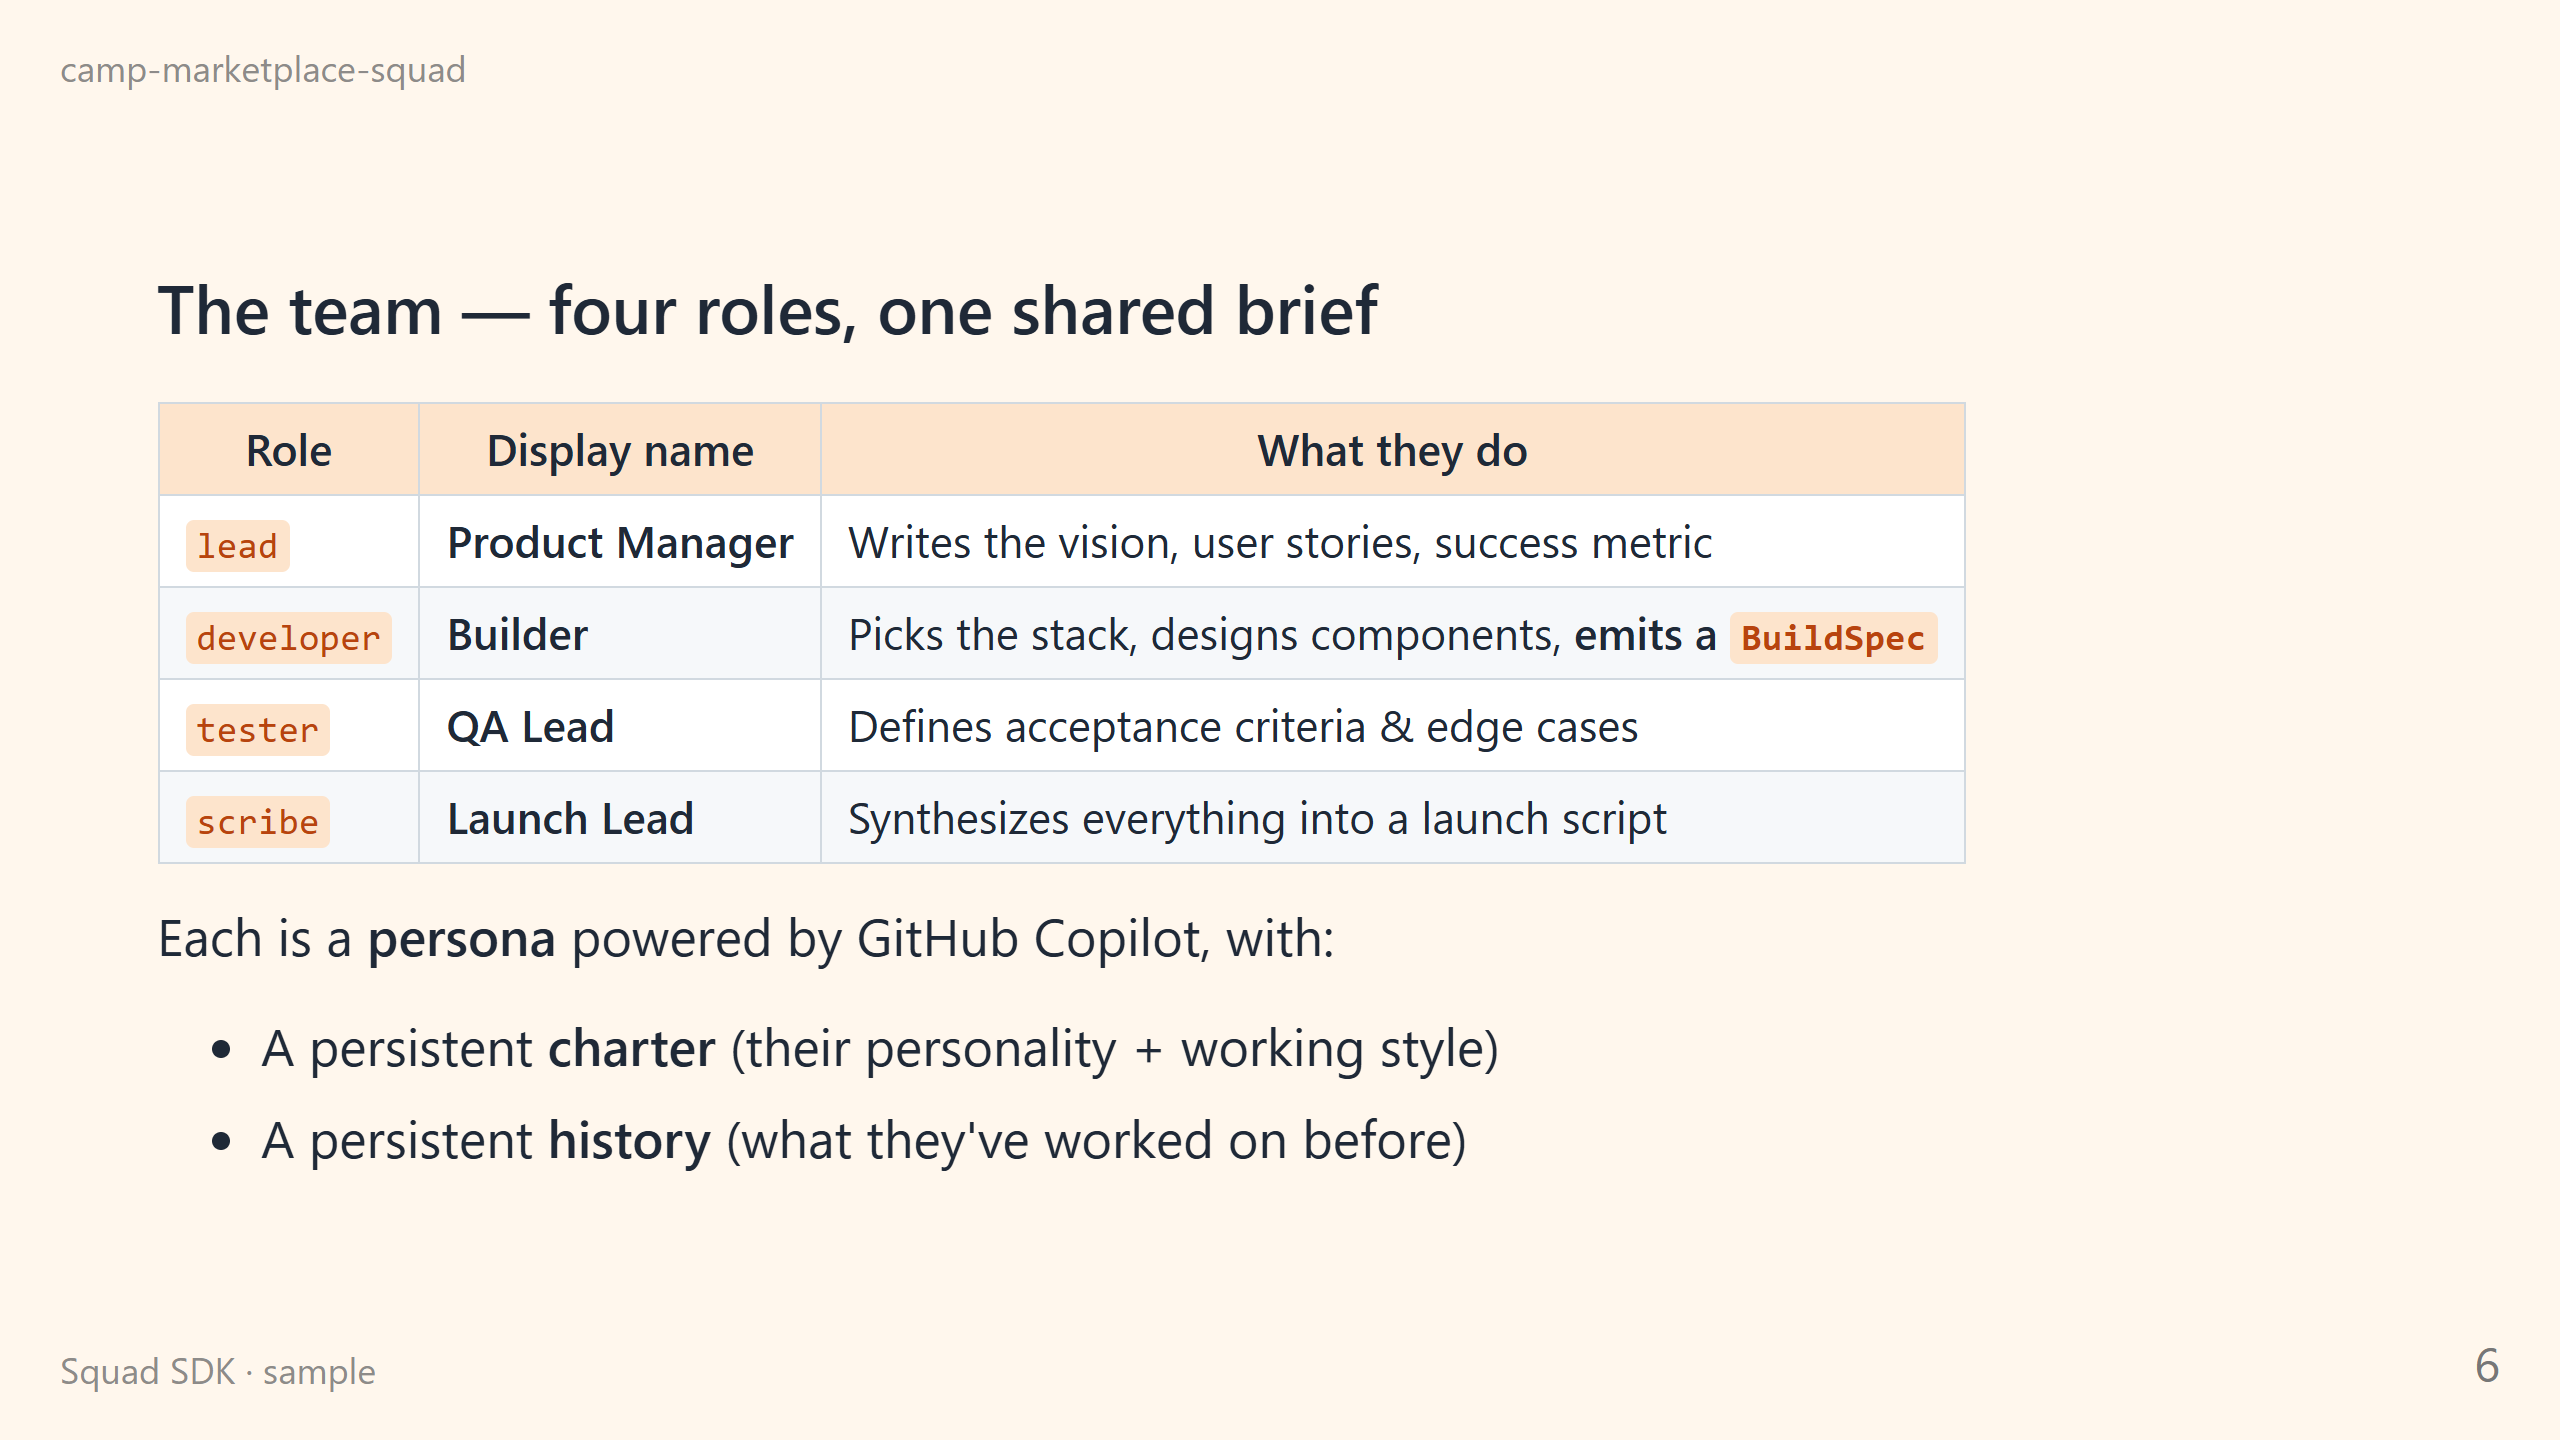 camp-marketplace-squad
The team — four roles, one shared brief
Role Display name What they do
lead Product Manager Writes the vision, user stories, success metric
developer Builder Picks the stack, designs components, emits a BuildSpec
tester QA Lead Defines acceptance criteria & edge cases
scribe Launch Lead Synthesizes everything into a launch script
Each is a persona powered by GitHub Copilot, with:
• A persistent charter (their personality + working style)
• A persistent history (what they've worked on before)
Squad SDK · sample
6